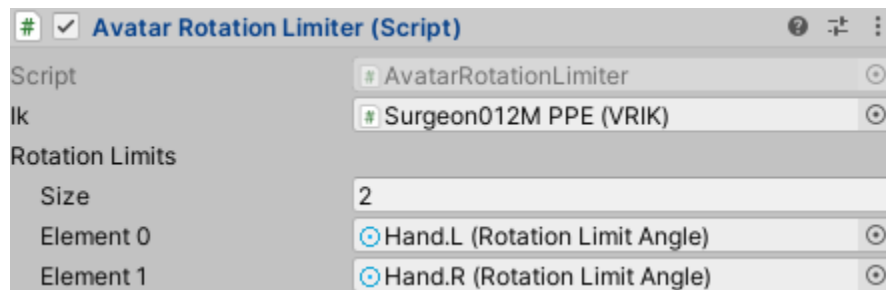 Avatar Rotation Limiter (Script)
Script # AvatarRotationLimiter
Ik # Surgeon012M PPE (VRIK)
Rotation Limits
Size 2
Element 0 Hand.L (Rotation Limit Angle)
Element 1 Hand.R (Rotation Limit Angle)